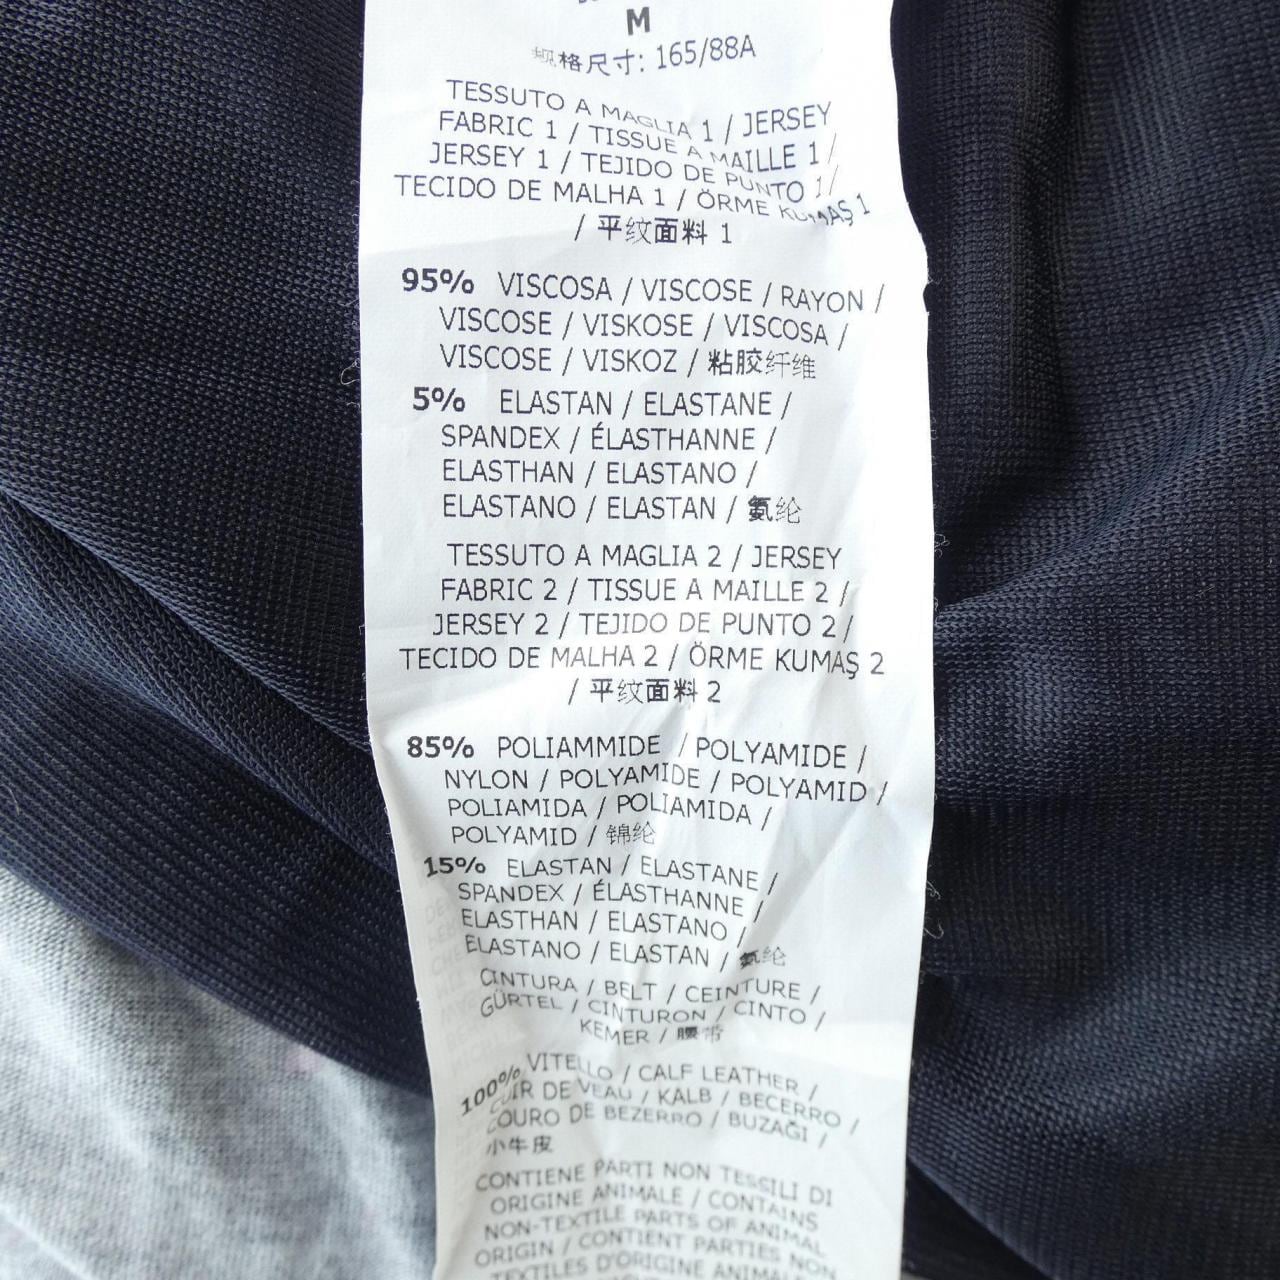 M
规格尺寸: 165/88A
TESSUTO A MAGLIA 1 / JERSEY
FABRIC 1 / TISSUE A MAILLE 1 /
JERSEY 1 / TEJIDO DE PUNTO 1 /
TECIDO DE MALHA 1 / ÖRME KUMAŞ 1
/ 平纹面料 1
95% VISCOSA / VISCOSE / RAYON /
VISCOSE / VISKOSE / VISCOSA /
VISCOSE / VISKOZ / 粘胶纤维
5% ELASTAN / ELASTANE /
SPANDEX / ÉLASTHANNE /
ELASTHAN / ELASTANO /
ELASTANO / ELASTAN / 氨纶
TESSUTO A MAGLIA 2 / JERSEY
FABRIC 2 / TISSUE A MAILLE 2 /
JERSEY 2 / TEJIDO DE PUNTO 2 /
TECIDO DE MALHA 2 / ÖRME KUMAŞ 2
/ 平纹面料 2
85% POLIAMMIDE / POLYAMIDE /
NYLON / POLYAMIDE / POLYAMID /
POLIAMIDA / POLIAMIDA /
POLYAMID / 锦纶
15% ELASTAN / ELASTANE /
SPANDEX / ÉLASTHANNE /
ELASTHAN / ELASTANO /
ELASTANO / ELASTAN / 氨纶
CINTURA / BELT / CEINTURE /
GÜRTEL / CINTURON / CINTO /
KEMER / 腰带
100% VITELLO / CALF LEATHER /
CUIR DE VEAU / KALB / BECERRO /
COURO DE BEZERRO / BUZAĞI /
小牛皮
CONTIENE PARTI NON TESSILI DI
ORIGINE ANIMALE / CONTAINS
NON-TEXTILE PARTS OF ANIMAL
ORIGIN / CONTIENT PARTIES NON
TEXTILES D'ORIGINE ANIMALE